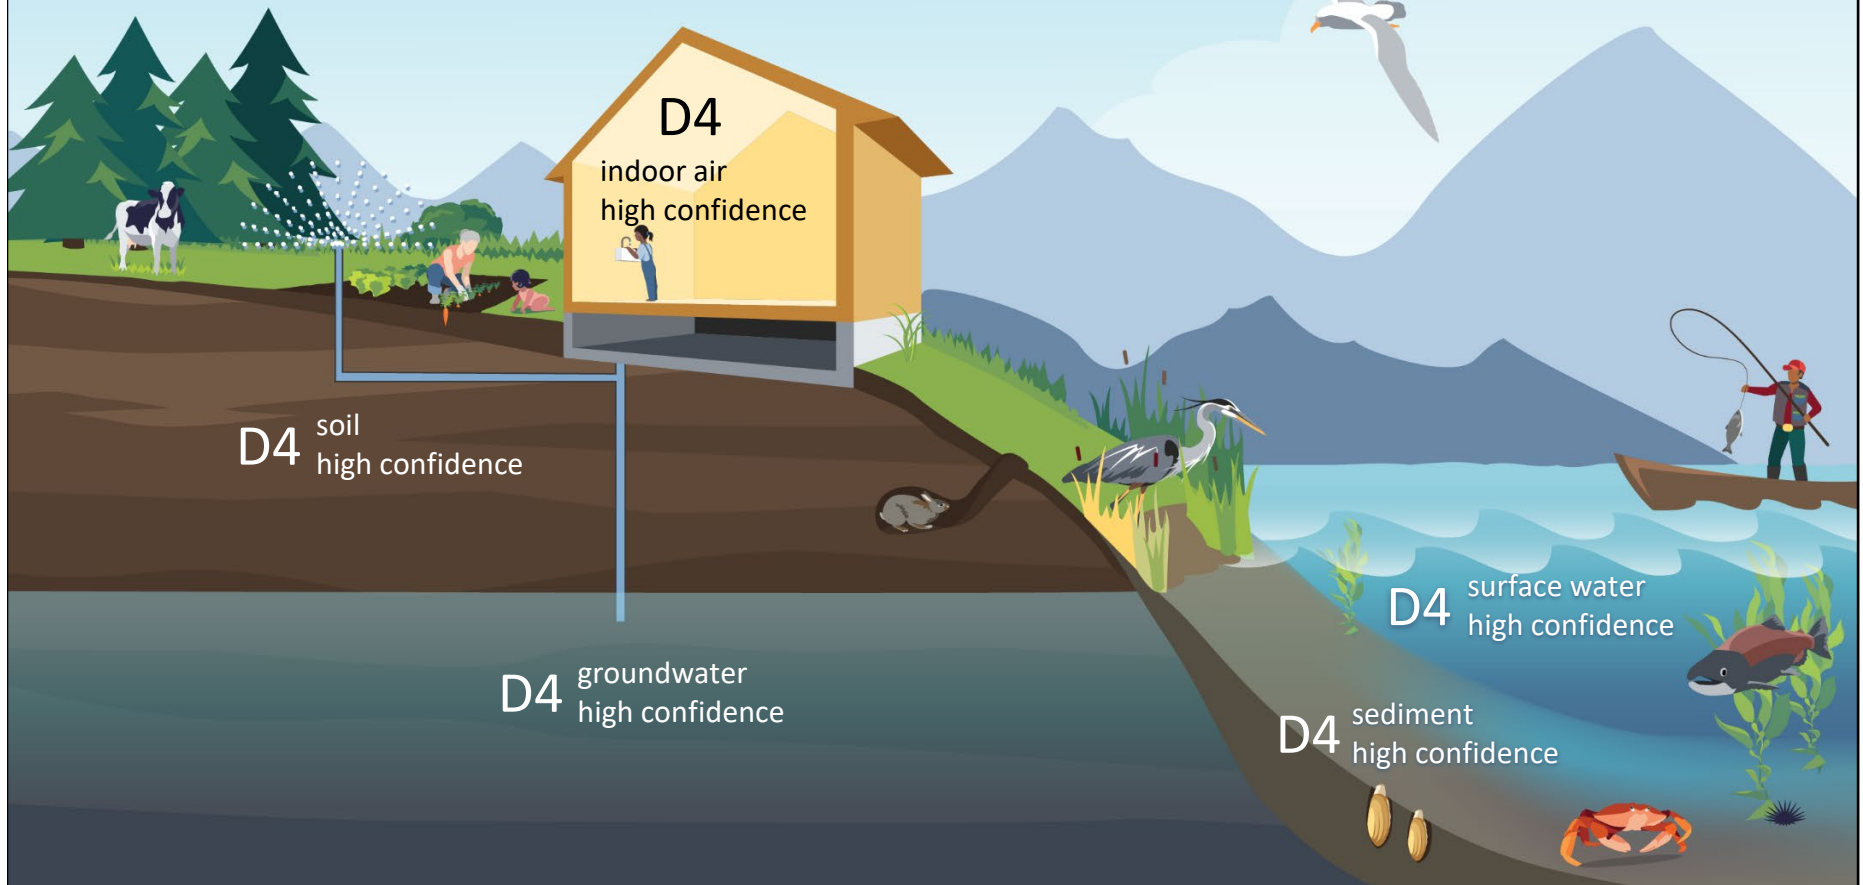 D4
indoor air
high confidence
D4
soil
high confidence
D4
surface water
high confidence
D4
groundwater
high confidence
D4
sediment
high confidence